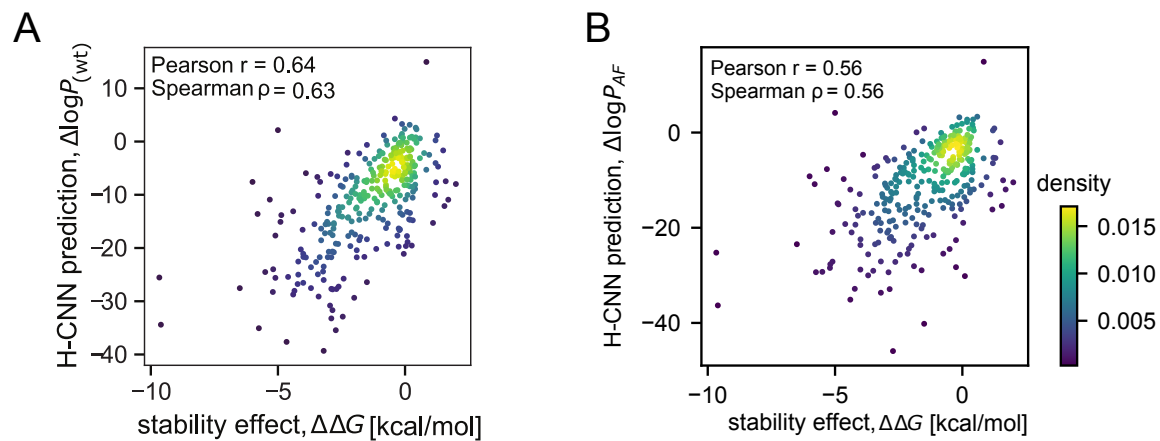 A
Pearson r = 0.64
Spearman ρ = 0.63
H-CNN prediction, ΔlogP(wt)
10
0
−10
−20
−30
−40
−10
−5
0
stability effect, ΔΔG [kcal/mol]
B
Pearson r = 0.56
Spearman ρ = 0.56
H-CNN prediction, ΔlogPAF
0
−20
−40
−10
−5
0
stability effect, ΔΔG [kcal/mol]
density
0.015
0.010
0.005